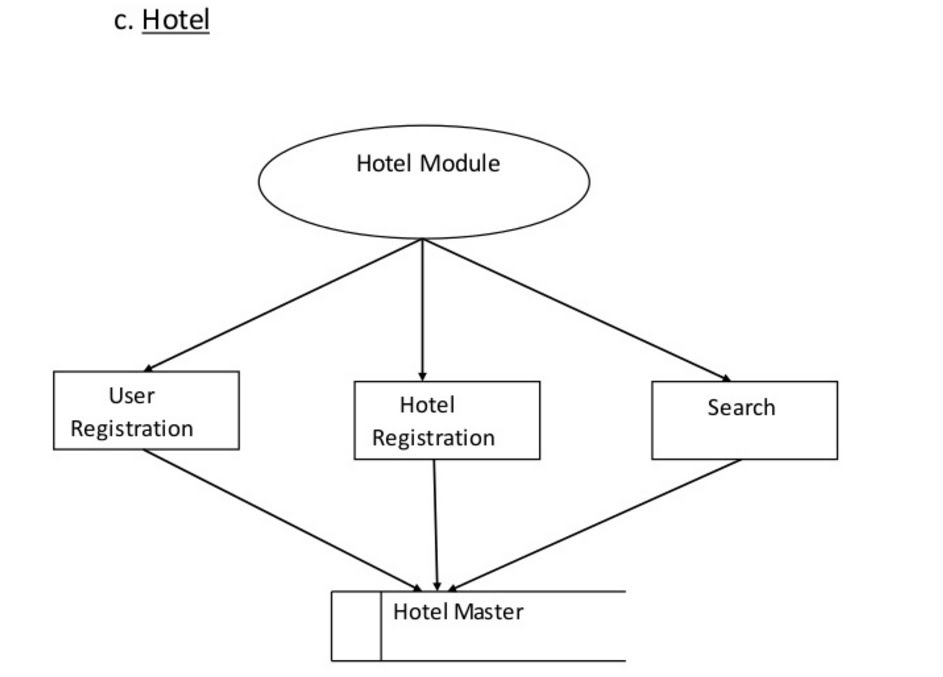 c. Hotel
Hotel Module
User
Registration
Hotel
Registration
Search
Hotel Master